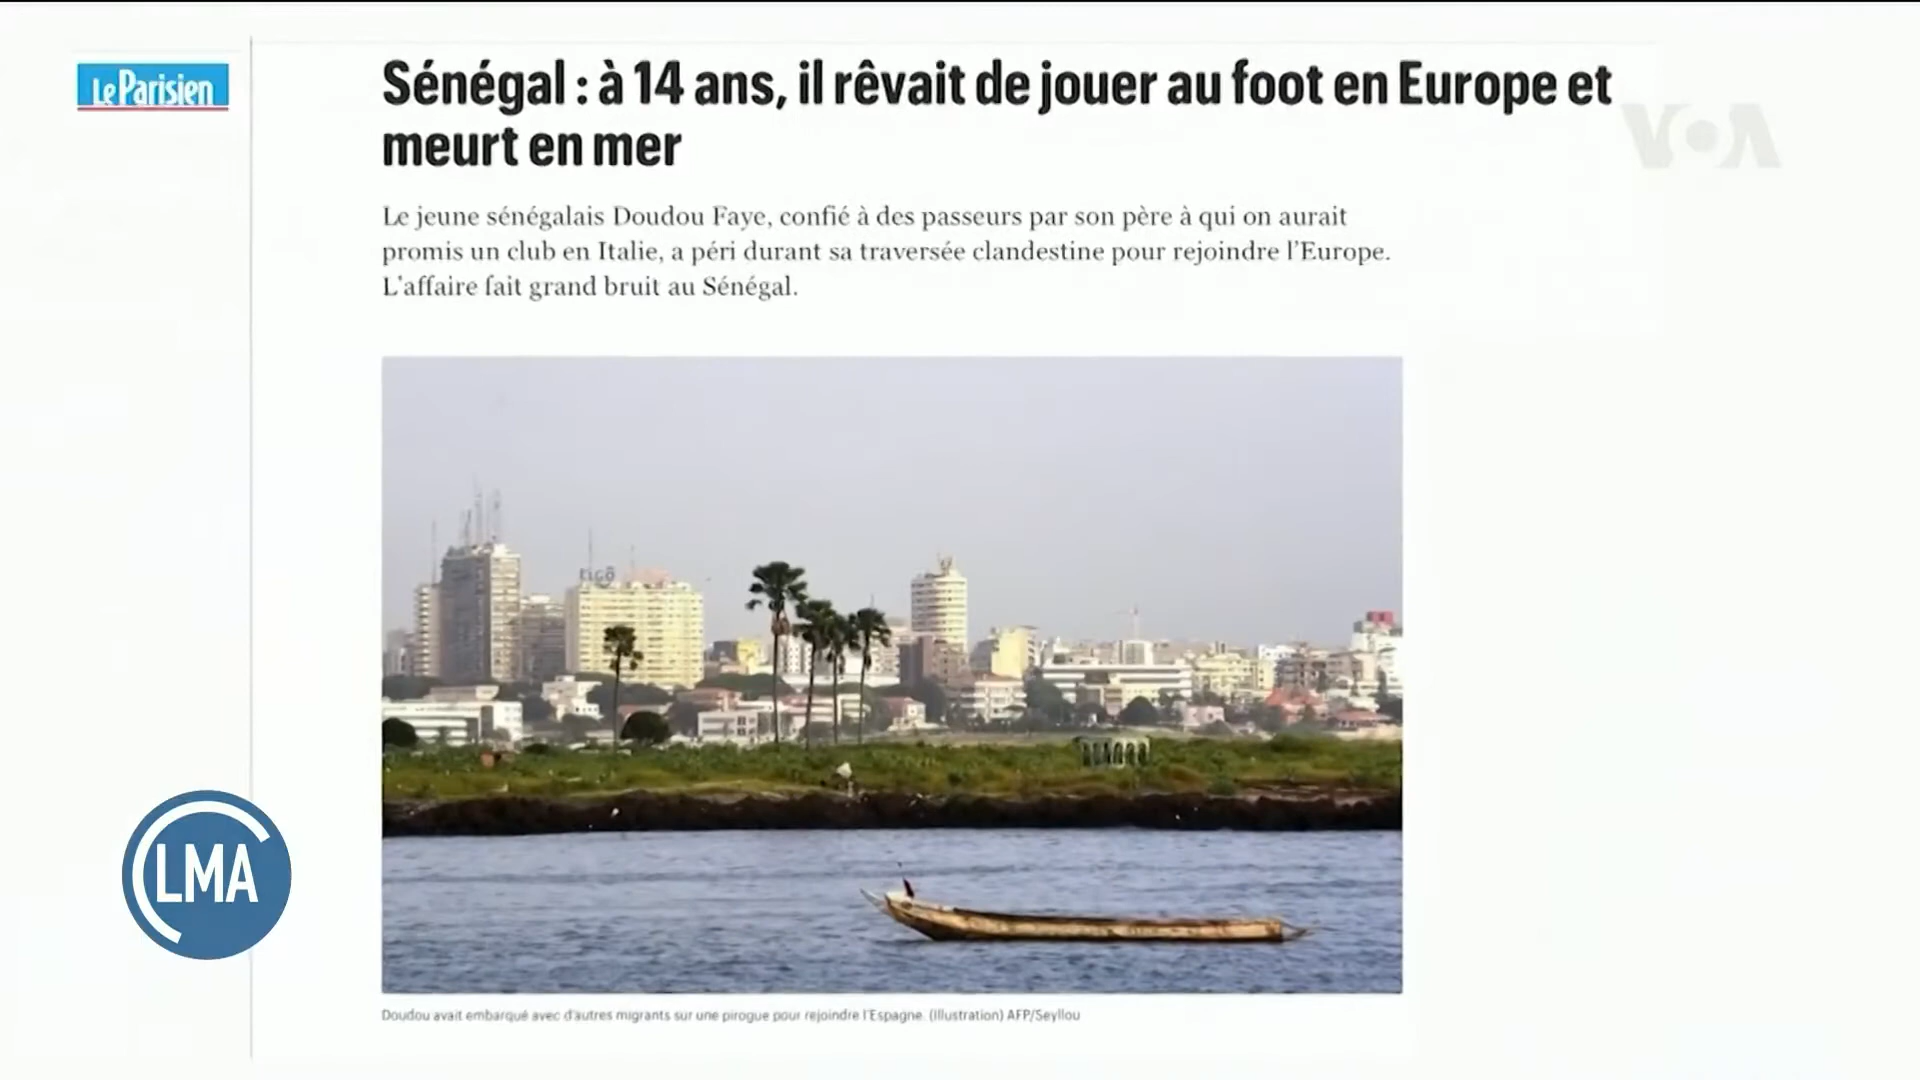 Le Parisien
Sénégal : à 14 ans, il rêvait de jouer au foot en Europe et
meurt en mer
VOA
Le jeune sénégalais Doudou Faye, confié à des passeurs par son père à qui on aurait
promis un club en Italie, a péri durant sa traversée clandestine pour rejoindre l'Europe.
L'affaire fait grand bruit au Sénégal.
tigo
LMA
Doudou avait embarqué avec d'autres migrants sur une pirogue pour rejoindre l'Espagne. (Illustration) AFP/Seyllou